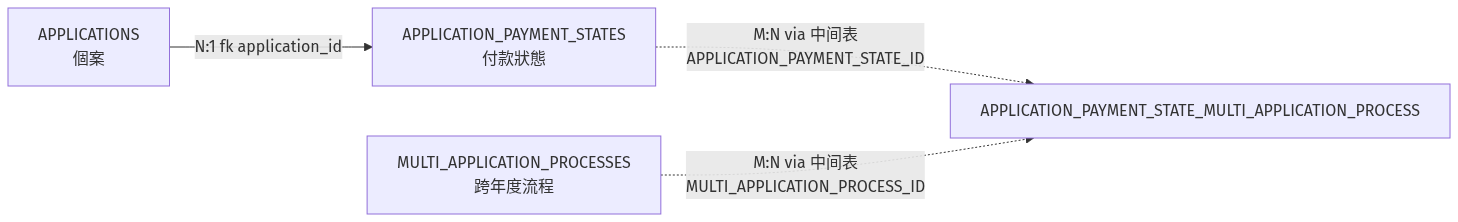 APPLICATIONS
個案
N:1 fk application_id
APPLICATION_PAYMENT_STATES
付款狀態
M:N via 中间表
APPLICATION_PAYMENT_STATE_ID
APPLICATION_PAYMENT_STATE_MULTI_APPLICATION_PROCESS
MULTI_APPLICATION_PROCESSES
跨年度流程
M:N via 中间表
MULTI_APPLICATION_PROCESS_ID